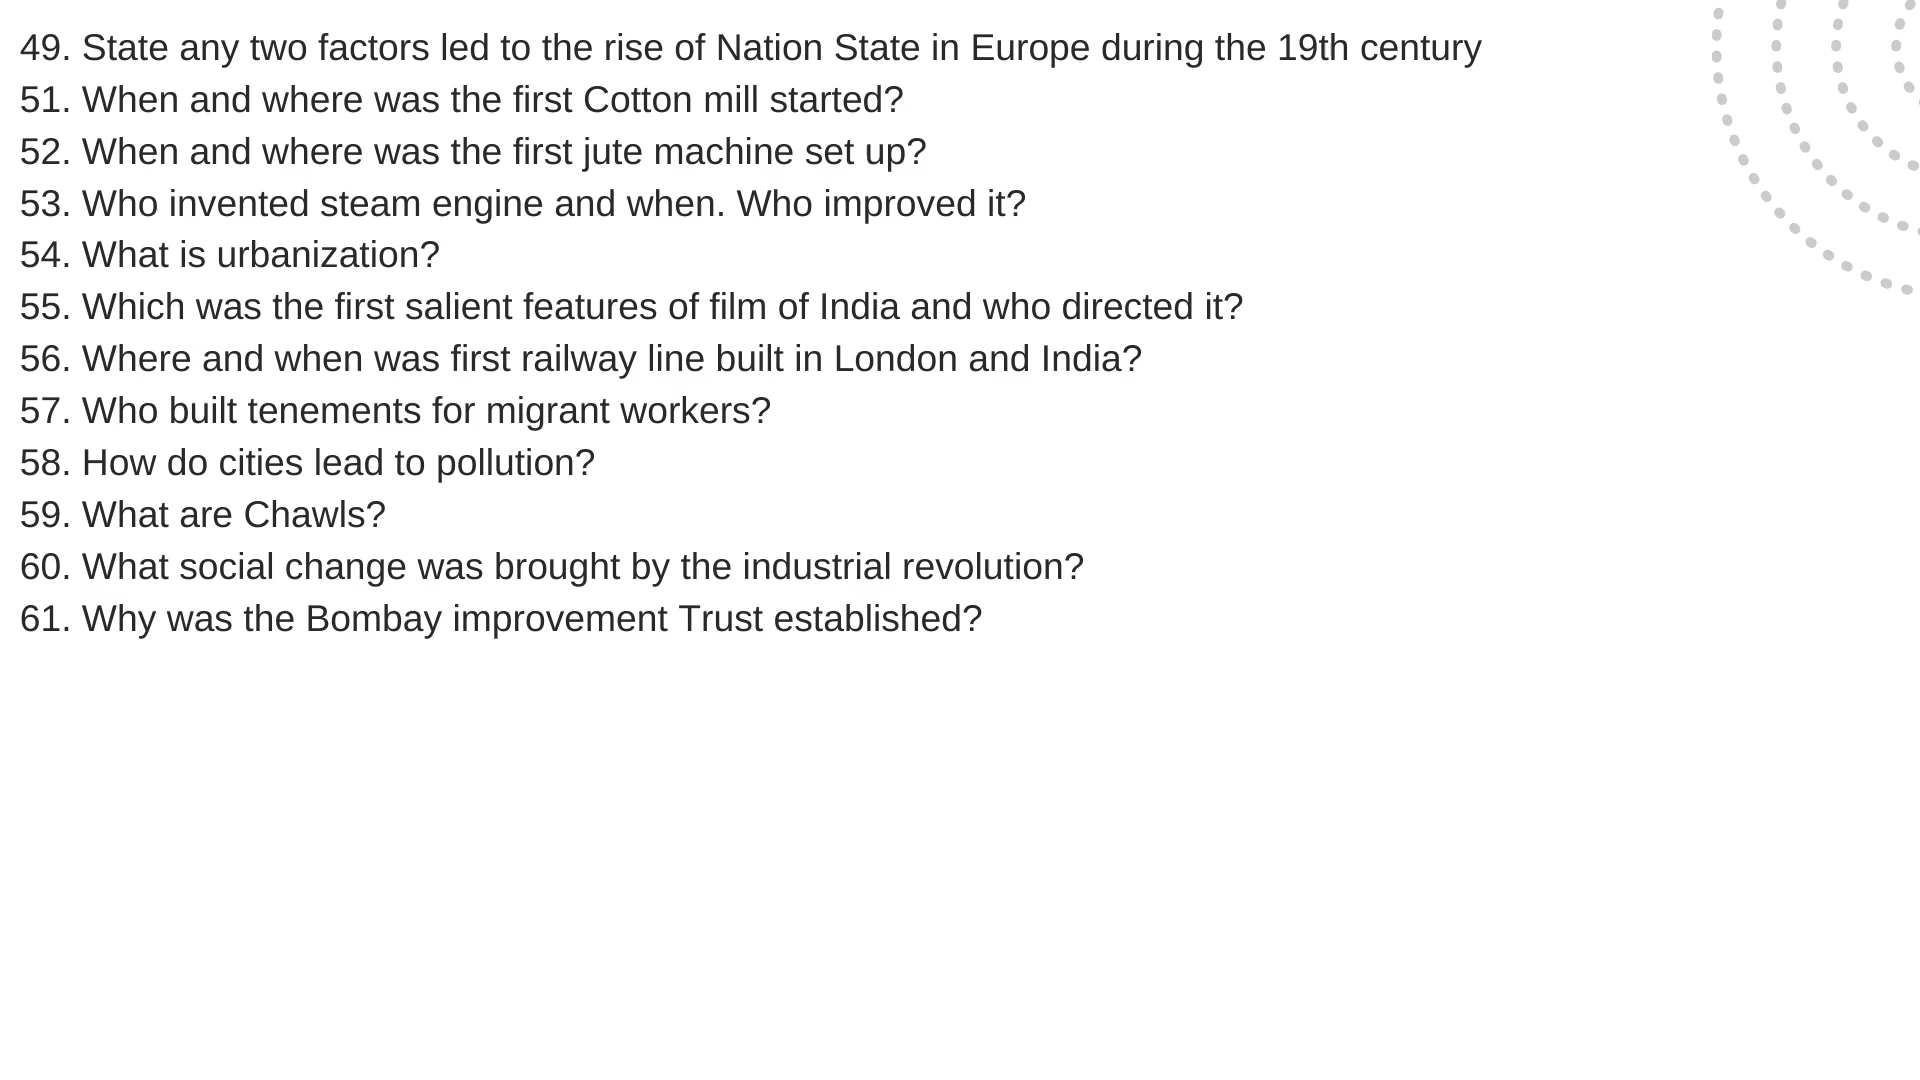 49. State any two factors led to the rise of Nation State in Europe during the 19th century
51. When and where was the first Cotton mill started?
52. When and where was the first jute machine set up?
53. Who invented steam engine and when. Who improved it?
54. What is urbanization?
55. Which was the first salient features of film of India and who directed it?
56. Where and when was first railway line built in London and India?
57. Who built tenements for migrant workers?
58. How do cities lead to pollution?
59. What are Chawls?
60. What social change was brought by the industrial revolution?
61. Why was the Bombay improvement Trust established?